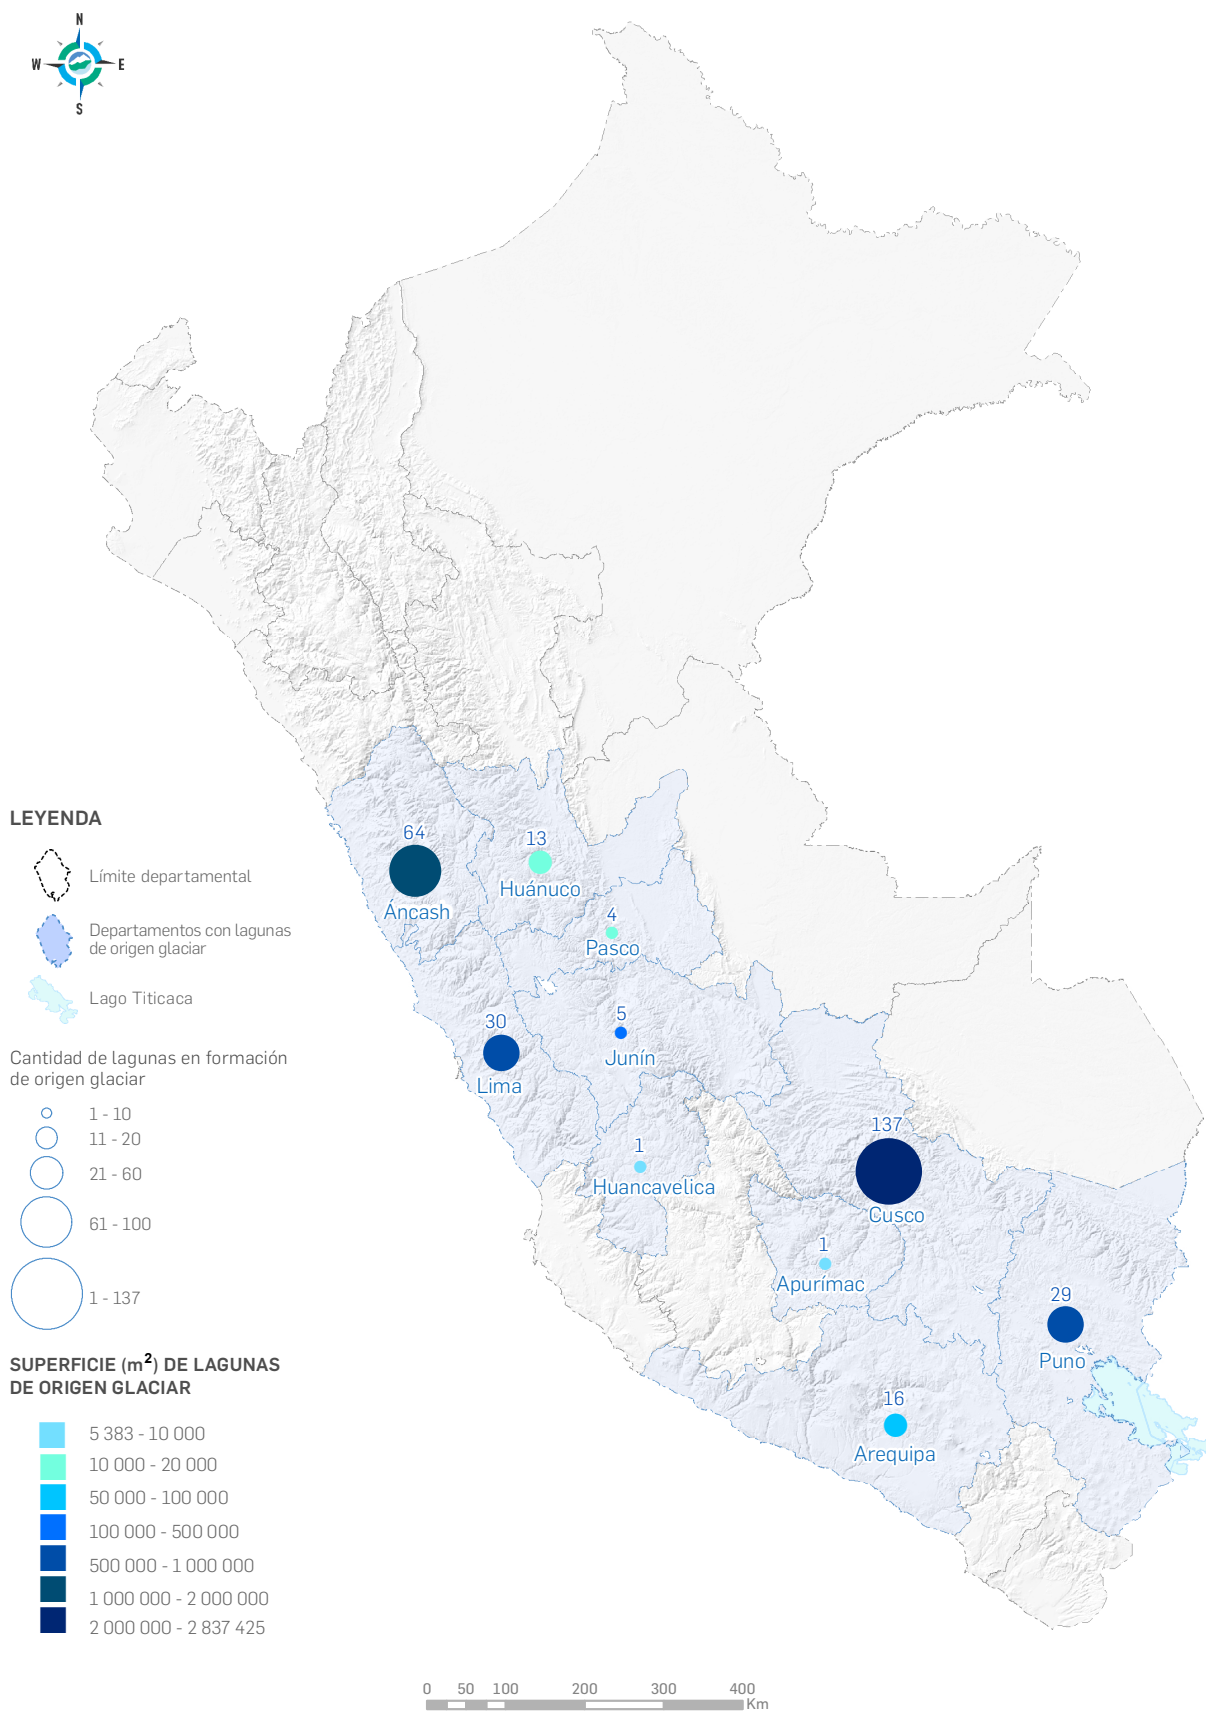 N
W
E
S
64
Áncash
13
Huánuco
4
Pasco
5
Junín
30
Lima
1
Huancavelica
137
Cusco
1
Apurímac
29
Puno
16
Arequipa
LEYENDA
Límite departamental
Departamentos con lagunas
de origen glaciar
Lago Titicaca
Cantidad de lagunas en formación
de origen glaciar
1 - 10
11 - 20
21 - 60
61 - 100
1 - 137
SUPERFICIE (m²) DE LAGUNAS
DE ORIGEN GLACIAR
5 383 - 10 000
10 000 - 20 000
50 000 - 100 000
100 000 - 500 000
500 000 - 1 000 000
1 000 000 - 2 000 000
2 000 000 - 2 837 425
0 50 100 200 300 400
Km